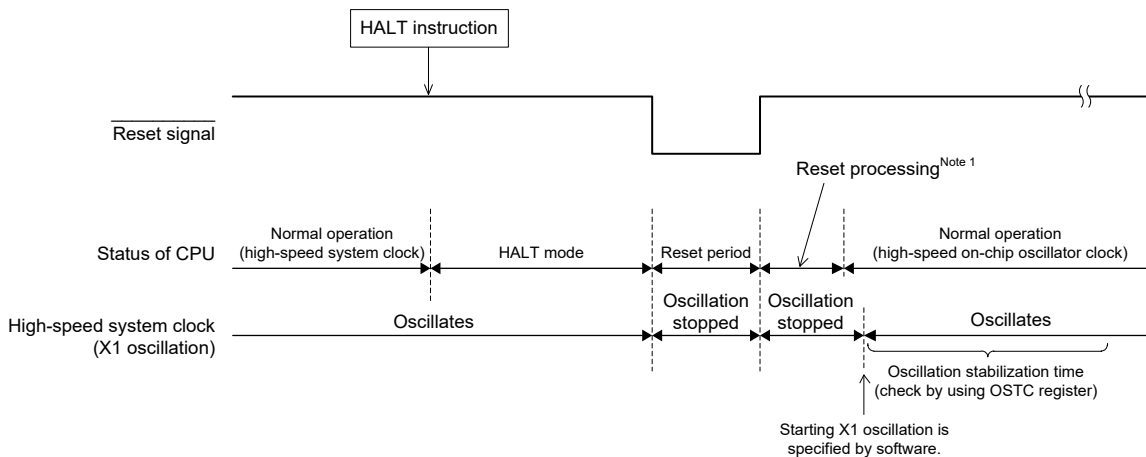 HALT instruction
Reset signal
Reset processing Note 1
Status of CPU
Normal operation
(high-speed system clock)
HALT mode
Reset period
Normal operation
(high-speed on-chip oscillator clock)
High-speed system clock
(X1 oscillation)
Oscillates
Oscillation
stopped
Oscillation
stopped
Oscillates
Oscillation stabilization time
(check by using OSTC register)
Starting X1 oscillation is
specified by software.